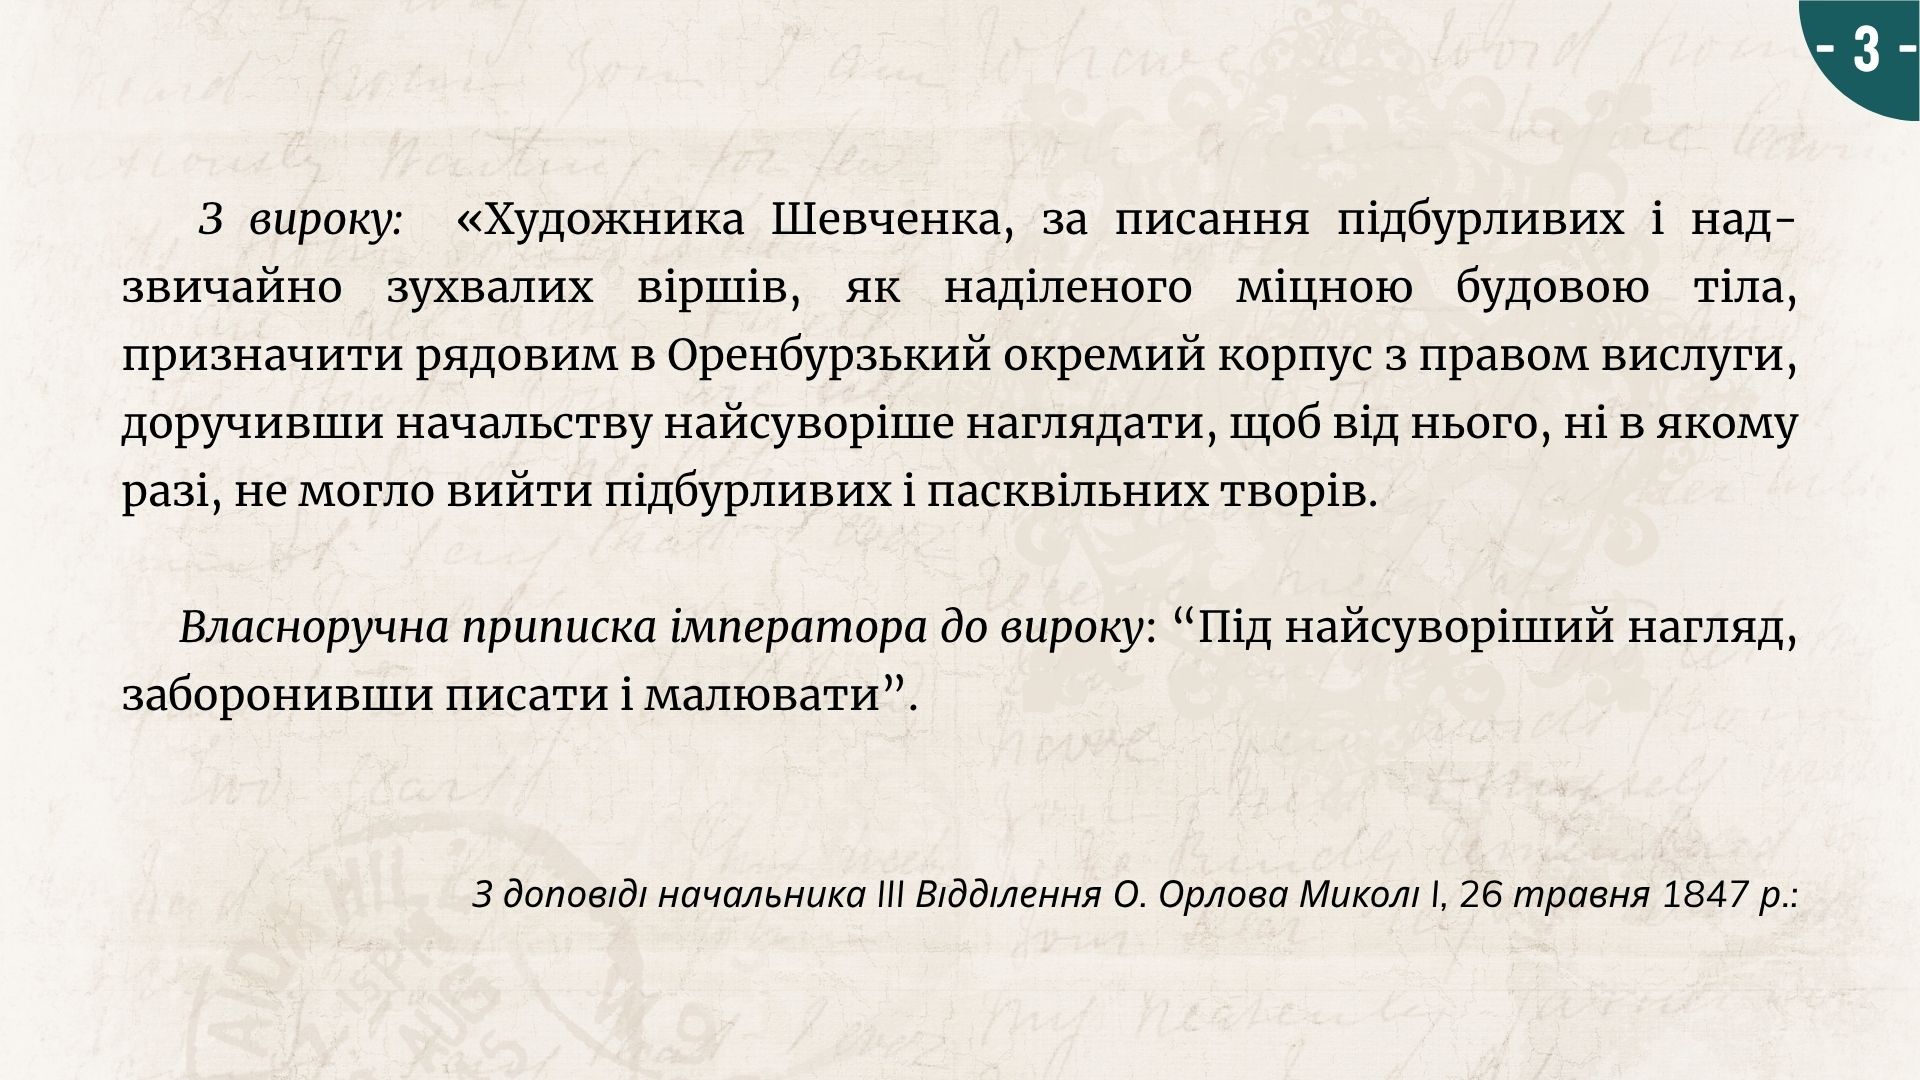 - 3 -
З вироку: «Художника Шевченка, за писання підбурливих і над-
звичайно зухвалих віршів, як наділеного міцною будовою тіла,
призначити рядовим в Оренбурзький окремий корпус з правом вислуги,
доручивши начальству найсуворіше наглядати, щоб від нього, ні в якому
разі, не могло вийти підбурливих і пасквільних творів.
Власноручна приписка імператора до вироку: “Під найсуворіший нагляд,
заборонивши писати і малювати”.
З доповіді начальника III Відділення О. Орлова Миколі I, 26 травня 1847 р.: